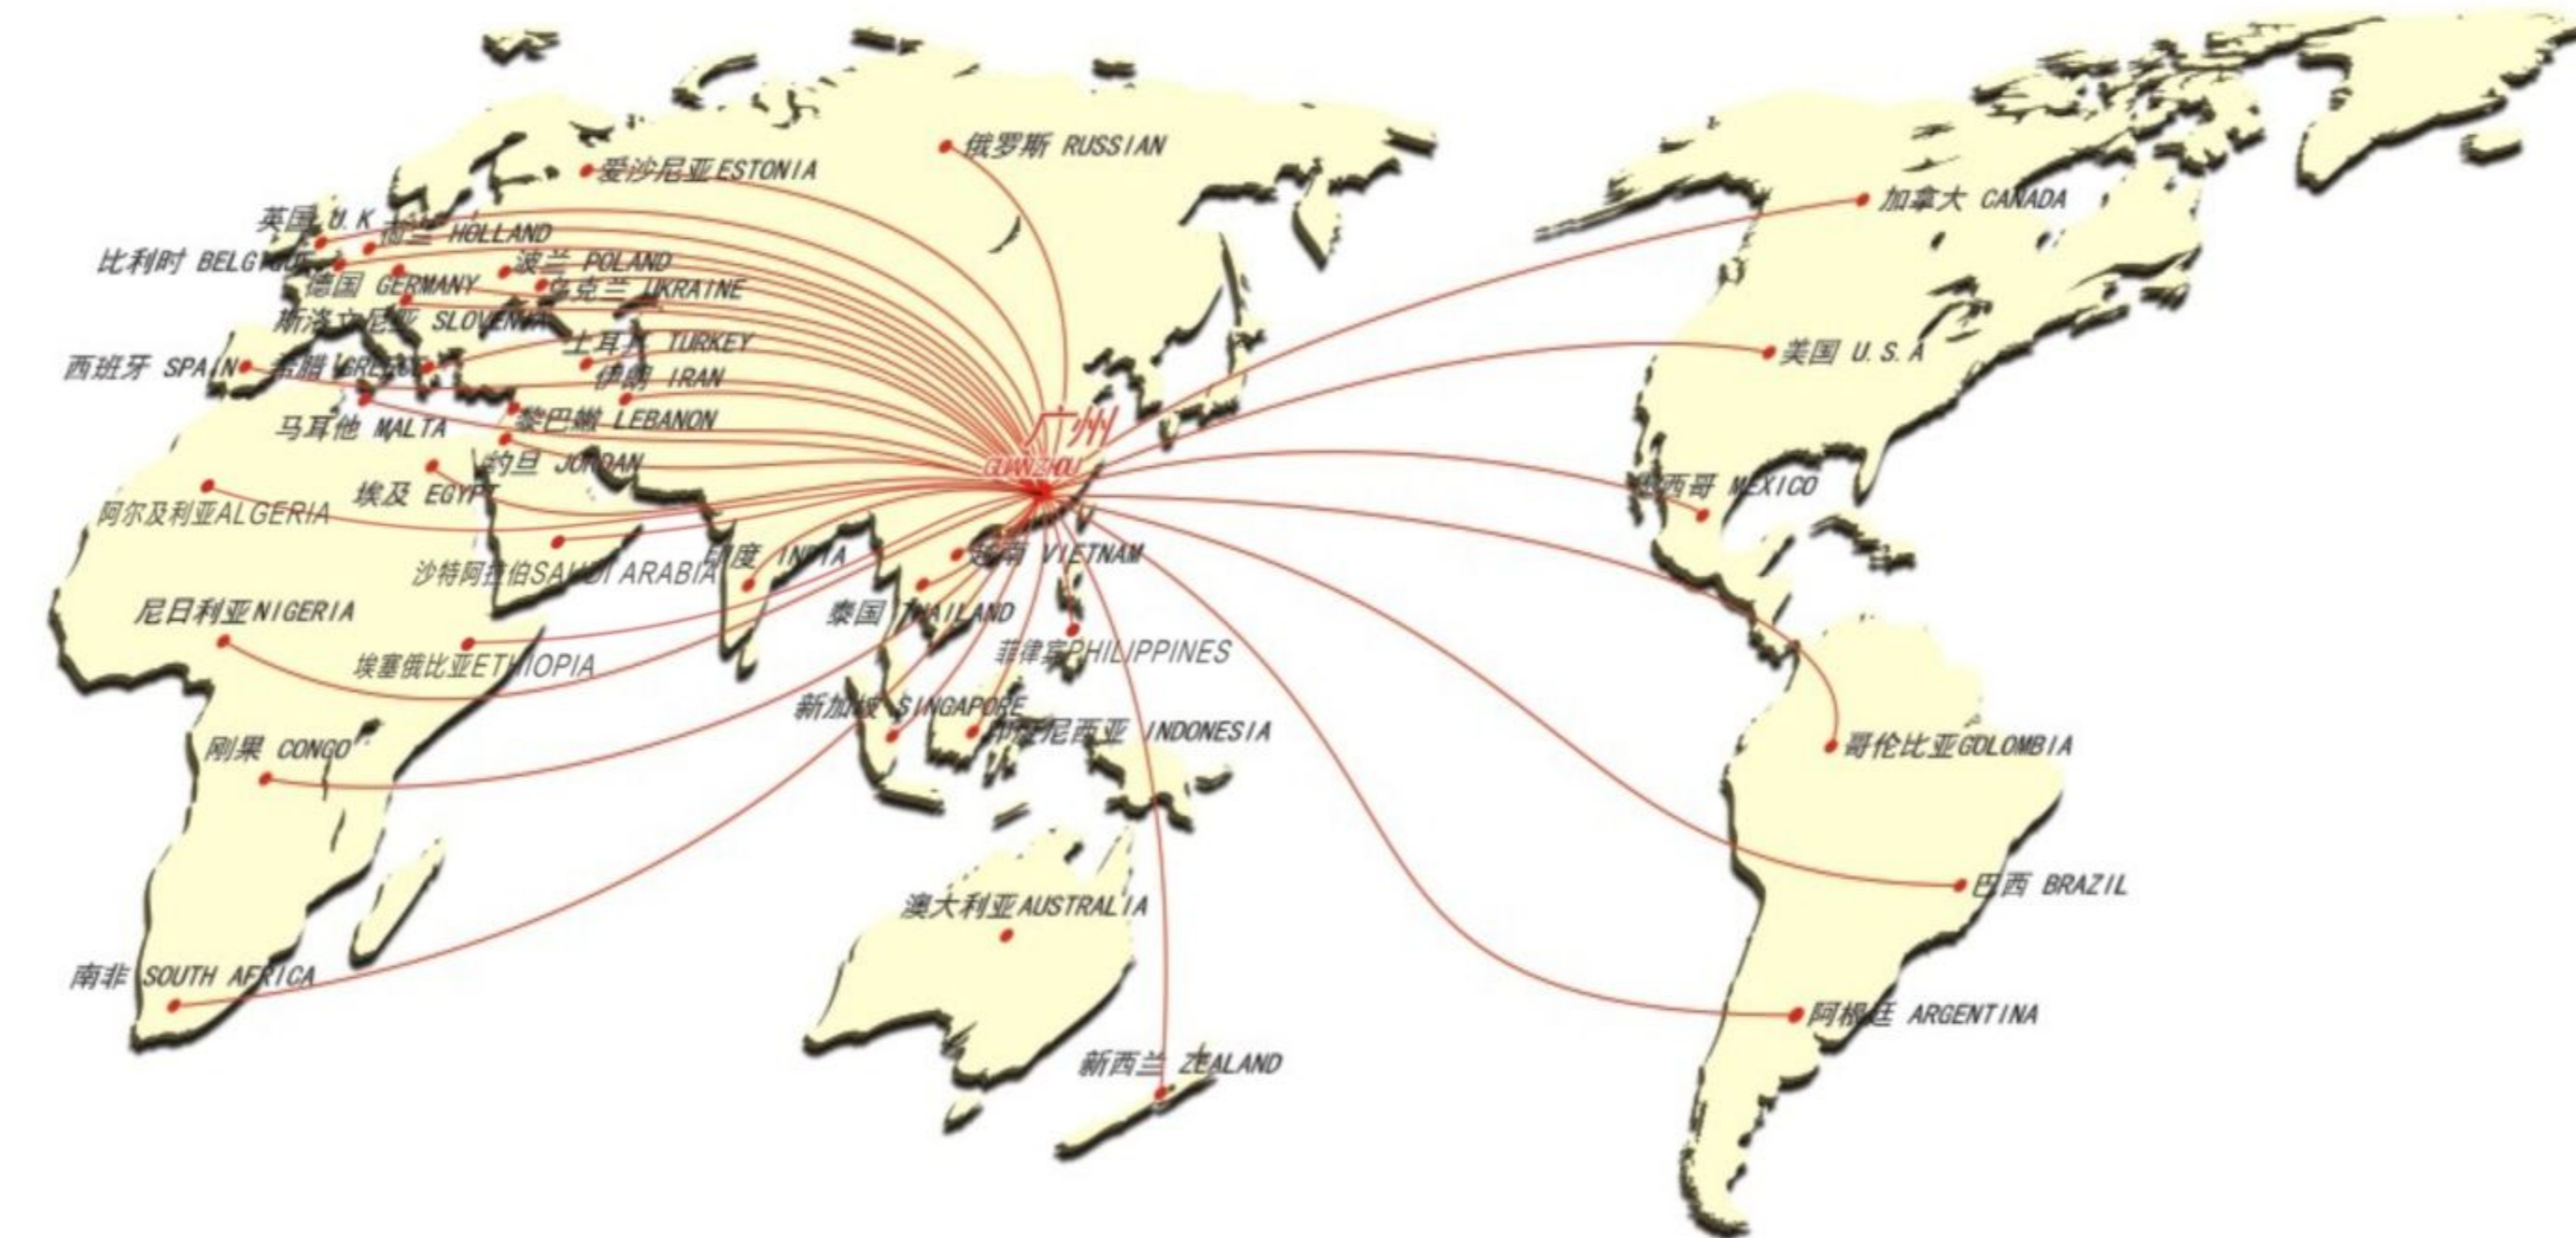 俄罗斯 RUSSIAN
爱沙尼亚ESTONIA
加拿大 CANADA
英国 U.K
荷兰 HOLLAND
比利时 BELGIQUE
波兰 POLAND
德国 GERMANY
乌克兰 UKRAINE
斯洛文尼亚 SLOVENIA
土耳其 TURKEY
美国 U.S.A
西班牙 SPAIN
希腊 GREECE
伊朗 IRAN
马耳他 MALTA
黎巴嫩 LEBANON
广州
GUANZHOU
约旦 JORDAN
埃及 EGYPT
墨西哥 MEXICO
阿尔及利亚ALGERIA
沙特阿拉伯SAUDI ARABIA
印度 INDIA
越南 VIETNAM
尼日利亚NIGERIA
泰国 THAILAND
埃塞俄比亚ETHIOPIA
菲律宾PHILIPPINES
新加坡 SINGAPORE
印度尼西亚 INDONESIA
刚果 CONGO
哥伦比亚GOLOMBIA
澳大利亚AUSTRALIA
巴西 BRAZIL
南非 SOUTH AFRICA
阿根廷 ARGENTINA
新西兰 ZEALAND